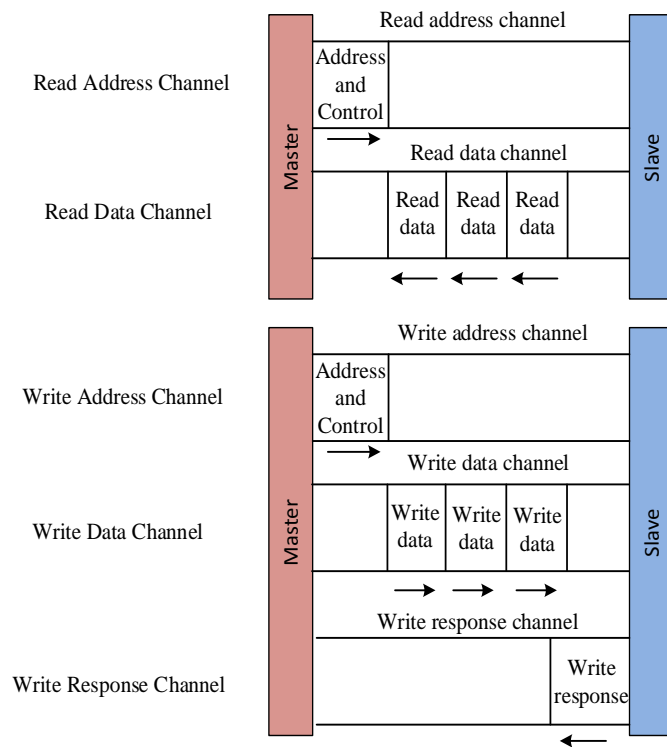 Read address channel
Read Address Channel
Address
and
Control
Master
Slave
Read data channel
Read Data Channel
Read
data
Read
data
Read
data
Write address channel
Write Address Channel
Address
and
Control
Master
Slave
Write data channel
Write Data Channel
Write
data
Write
data
Write
data
Write response channel
Write Response Channel
Write
response